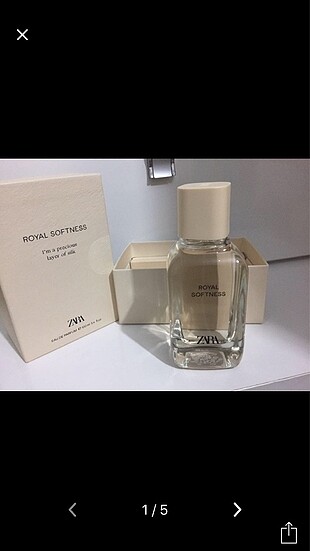 ROYAL SOFTNESS
I'm a precious
layer of silk
ZARA
ROYAL
SOFTNESS
ZARA
1/5